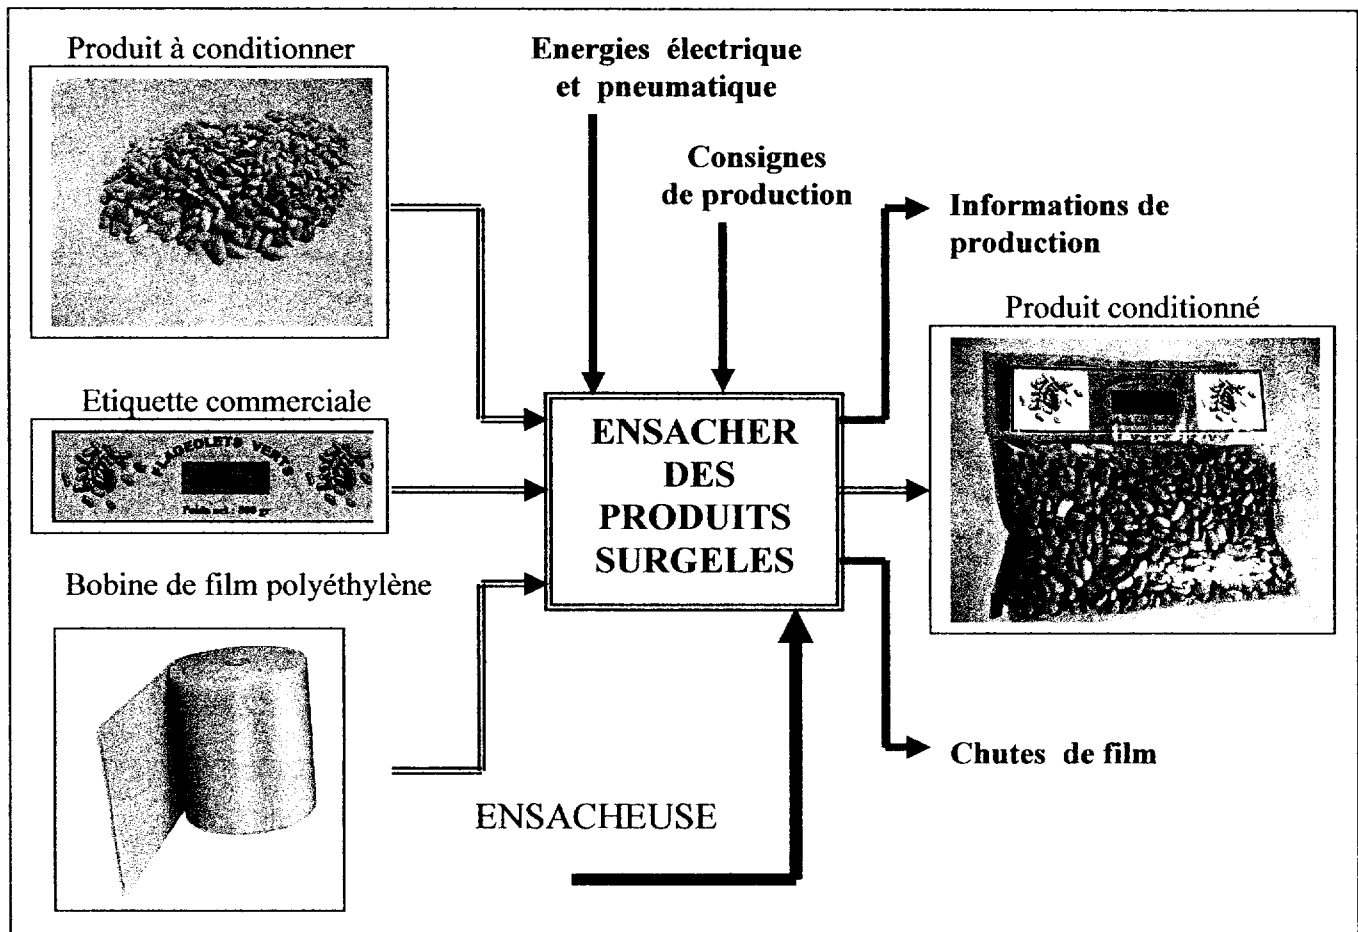 Produit à conditionner
Energies électrique
et pneumatique
Consignes
de production
Informations de
production
Produit conditionné
Etiquette commerciale
VERTS
ENSACHER
DES
PRODUITS
SURGELES
Bobine de film polyéthylène
Chutes de film
ENSACHEUSE